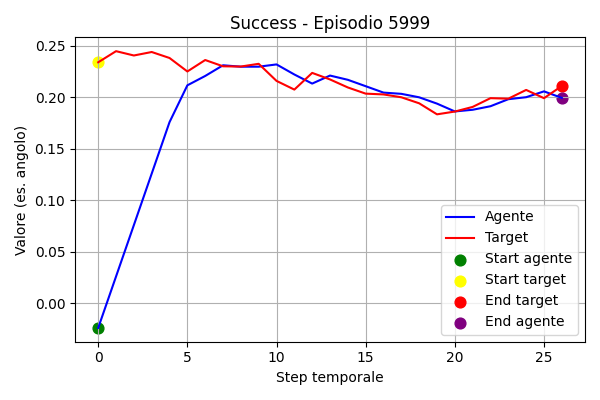 Success - Episodio 5999
Valore (es. angolo)
0.25
0.20
0.15
0.10
0.05
0.00
0 5 10 15 20 25
Step temporale
Agente
Target
Start agente
Start target
End target
End agente